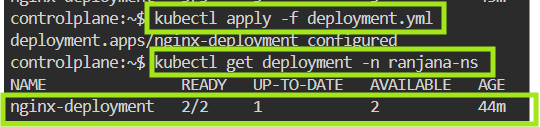 controlplane:~$ kubectl apply -f deployment.yml
deployment.apps/nginx-deployment configured
controlplane:~$ kubectl get deployment -n ranjana-ns
NAME READY UP-TO-DATE AVAILABLE AGE
nginx-deployment 2/2 1 2 44m